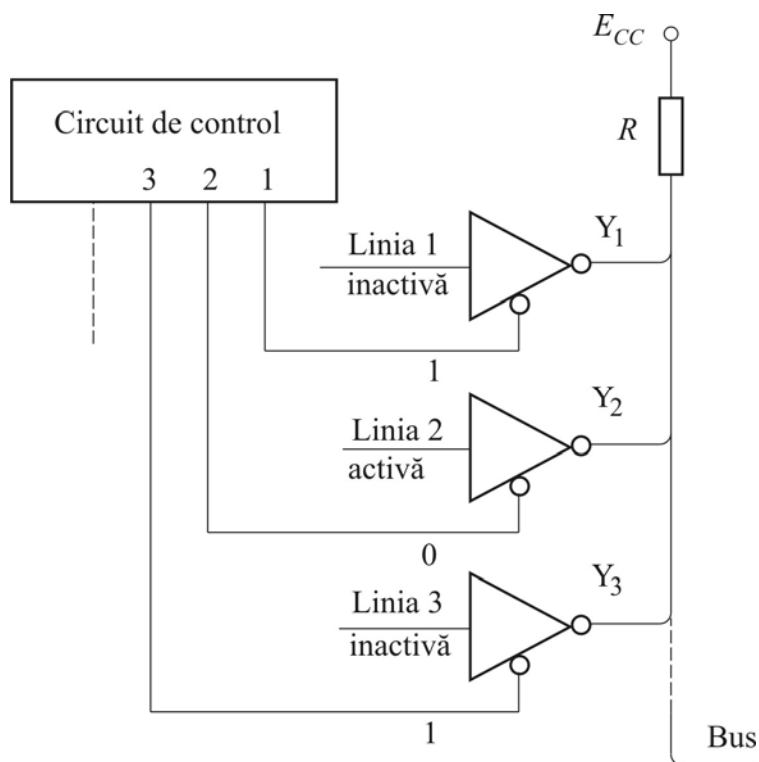 E_CC
Circuit de control
3 2 1
R
Linia 1
inactivă
Y_1
1
Linia 2
activă
Y_2
0
Linia 3
inactivă
Y_3
1
Bus